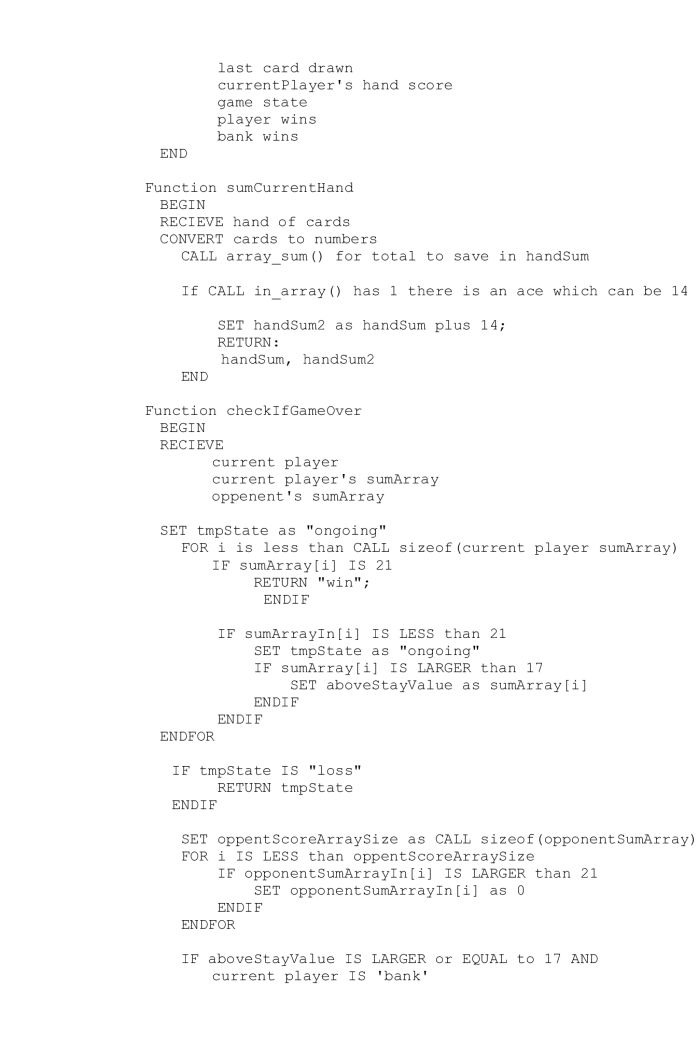 last card drawn
currentPlayer's hand score
game state
player wins
bank wins
END
Function sumCurrentHand
BEGIN
RECIEVE hand of cards
CONVERT cards to numbers
CALL array_sum() for total to save in handSum
If CALL in_array() has 1 there is an ace which can be 14
SET handSum2 as handSum plus 14;
RETURN:
handSum, handSum2
END
Function checkIfGameOver
BEGIN
RECIEVE
current player
current player's sumArray
oppenent's sumArray
SET tmpState as "ongoing"
FOR i is less than CALL sizeof(current player sumArray)
IF sumArray[i] IS 21
RETURN "win";
ENDIF
IF sumArrayIn[i] IS LESS than 21
SET tmpState as "ongoing"
IF sumArray[i] IS LARGER than 17
SET aboveStayValue as sumArray[i]
ENDIF
ENDIF
ENDFOR
IF tmpState IS "loss"
RETURN tmpState
ENDIF
SET oppentScoreArraySize as CALL sizeof(opponentSumArray)
FOR i IS LESS than oppentScoreArraySize
IF opponentSumArrayIn[i] IS LARGER than 21
SET opponentSumArrayIn[i] as 0
ENDIF
ENDFOR
IF aboveStayValue IS LARGER or EQUAL to 17 AND
current player IS 'bank'